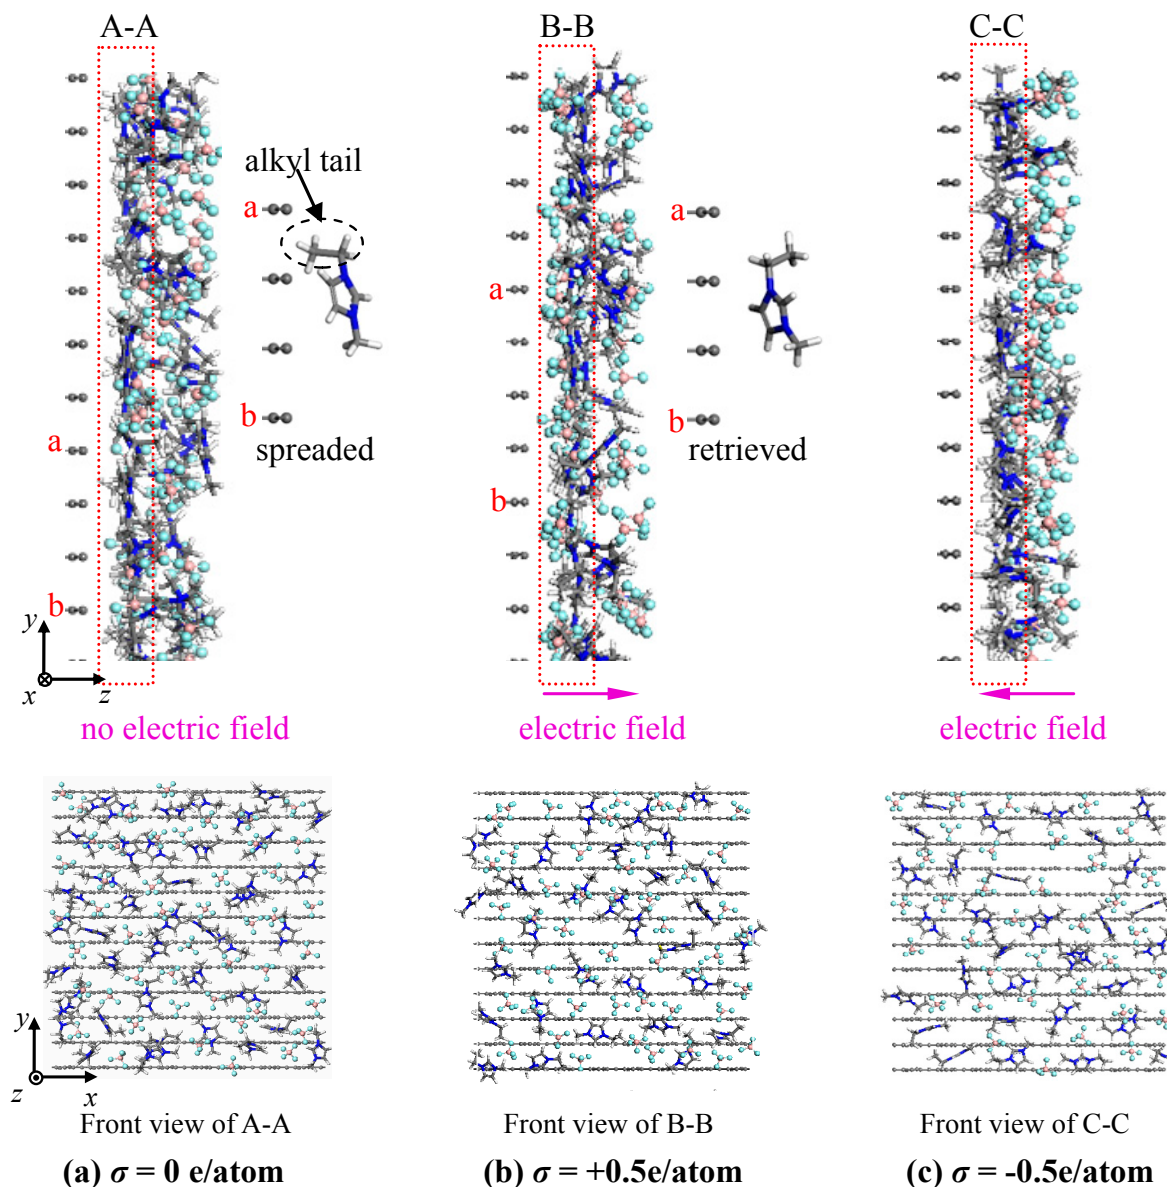 A-A
B-B
C-C
alkyl tail
a
a
a
b
spreaded
b
retrieved
a
b
b
y
x
z
no electric field
electric field
electric field
y
z
x
Front view of A-A
Front view of B-B
Front view of C-C
(a) σ = 0 e/atom
(b) σ = +0.5e/atom
(c) σ = -0.5e/atom